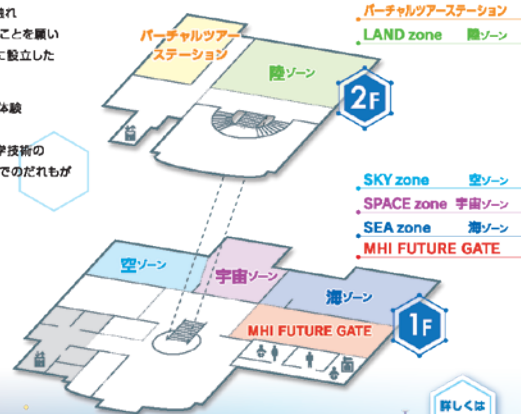 触れ
ことを願い
に設立した
体験
学技術の
でのだれもが
バーチャルツアー
ステーション
陸ゾーン
2F
バーチャルツアーステーション
LAND zone 陸ゾーン
SKY zone 空ゾーン
SPACE zone 宇宙ゾーン
SEA zone 海ゾーン
MHI FUTURE GATE
空ゾーン
宇宙ゾーン
海ゾーン
MHI FUTURE GATE
1F
詳しくは